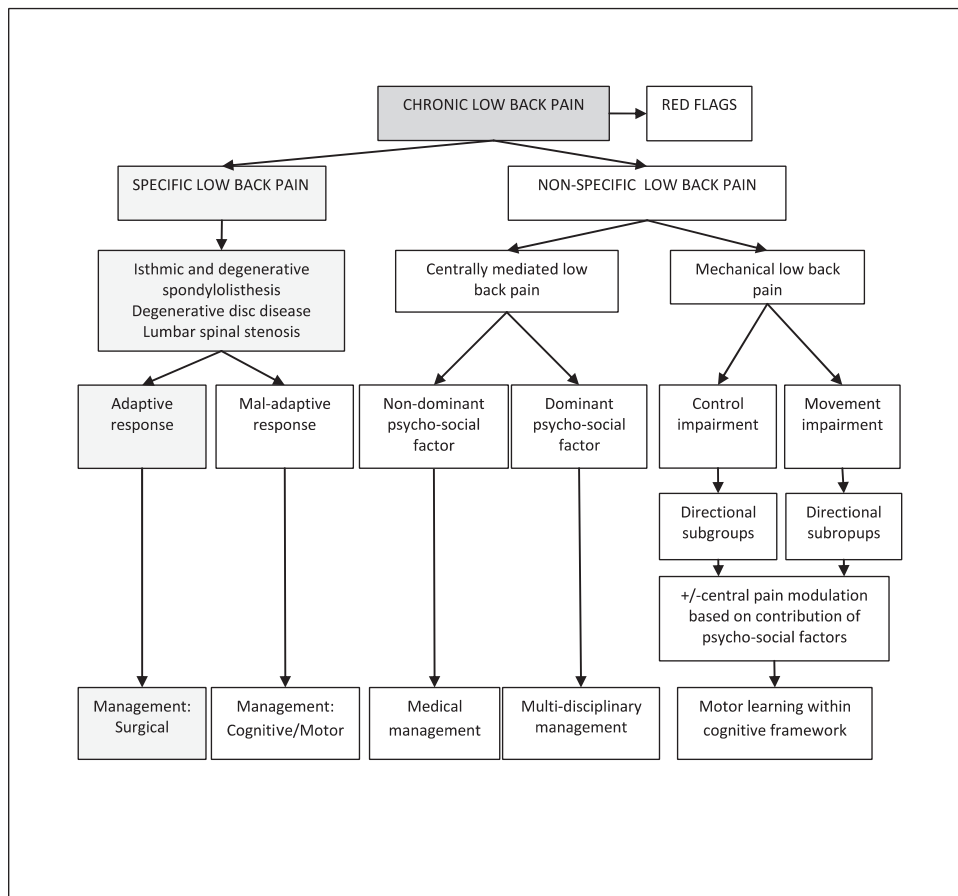 CHRONIC LOW BACK PAIN
RED FLAGS
SPECIFIC LOW BACK PAIN
NON-SPECIFIC LOW BACK PAIN
Isthmic and degenerative
spondylolisthesis
Degenerative disc disease
Lumbar spinal stenosis
Centrally mediated low
back pain
Mechanical low back
pain
Adaptive
response
Mal-adaptive
response
Non-dominant
psycho-social
factor
Dominant
psycho-social
factor
Control
impairment
Movement
impairment
Directional
subgroups
Directional
subropups
+/-central pain modulation
based on contribution of
psycho-social factors
Management:
Surgical
Management:
Cognitive/Motor
Medical
management
Multi-disciplinary
management
Motor learning within
cognitive framework